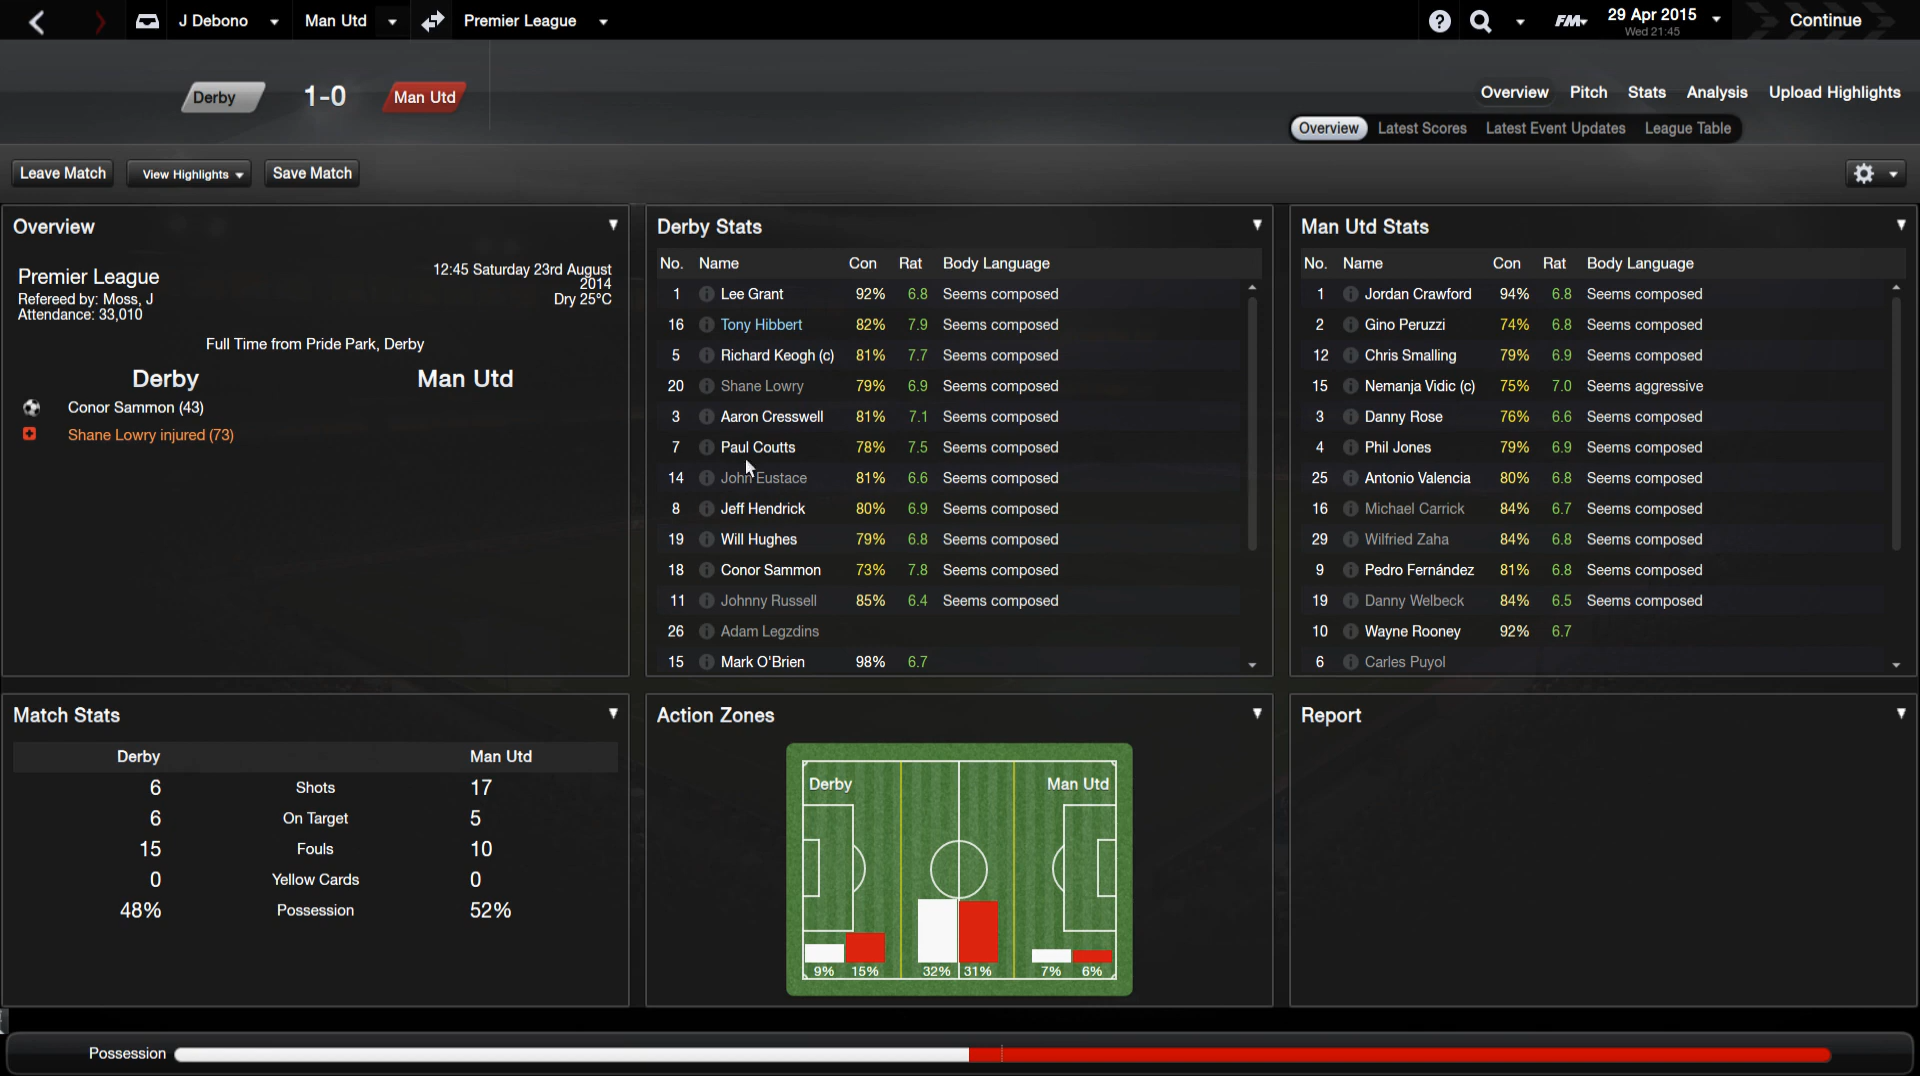 J Debono Man Utd Premier League ? FM 29 Apr 2015 Continue
Wed 21:45
Derby 1-0 Man Utd
Overview Pitch Stats Analysis Upload Highlights
Overview Latest Scores Latest Event Updates League Table
Leave Match View Highlights Save Match
Overview
Premier League
Refereed by: Moss, J
Attendance: 33,010
12:45 Saturday 23rd August
2014
Dry 25°C
Full Time from Pride Park, Derby
Derby Man Utd
Conor Sammon (43)
Shane Lowry injured (73)
Derby Stats
No. Name Con Rat Body Language
1 Lee Grant 92% 6.8 Seems composed
16 Tony Hibbert 82% 7.9 Seems composed
5 Richard Keogh (c) 81% 7.7 Seems composed
20 Shane Lowry 79% 6.9 Seems composed
3 Aaron Cresswell 81% 7.1 Seems composed
7 Paul Coutts 78% 7.5 Seems composed
14 John Eustace 81% 6.6 Seems composed
8 Jeff Hendrick 80% 6.9 Seems composed
19 Will Hughes 79% 6.8 Seems composed
18 Conor Sammon 73% 7.8 Seems composed
11 Johnny Russell 85% 6.4 Seems composed
26 Adam Legzdins
15 Mark O'Brien 98% 6.7
Man Utd Stats
No. Name Con Rat Body Language
1 Jordan Crawford 94% 6.8 Seems composed
2 Gino Peruzzi 74% 6.8 Seems composed
12 Chris Smalling 79% 6.9 Seems composed
15 Nemanja Vidic (c) 75% 7.0 Seems aggressive
3 Danny Rose 76% 6.6 Seems composed
4 Phil Jones 79% 6.9 Seems composed
25 Antonio Valencia 80% 6.8 Seems composed
16 Michael Carrick 84% 6.7 Seems composed
29 Wilfried Zaha 84% 6.8 Seems composed
9 Pedro Fernández 81% 6.8 Seems composed
19 Danny Welbeck 84% 6.5 Seems composed
10 Wayne Rooney 92% 6.7
6 Carles Puyol
Match Stats
Derby Man Utd
6 Shots 17
6 On Target 5
15 Fouls 10
0 Yellow Cards 0
48% Possession 52%
Action Zones
Derby Man Utd
9% 15% 32% 31% 7% 6%
Report
Possession